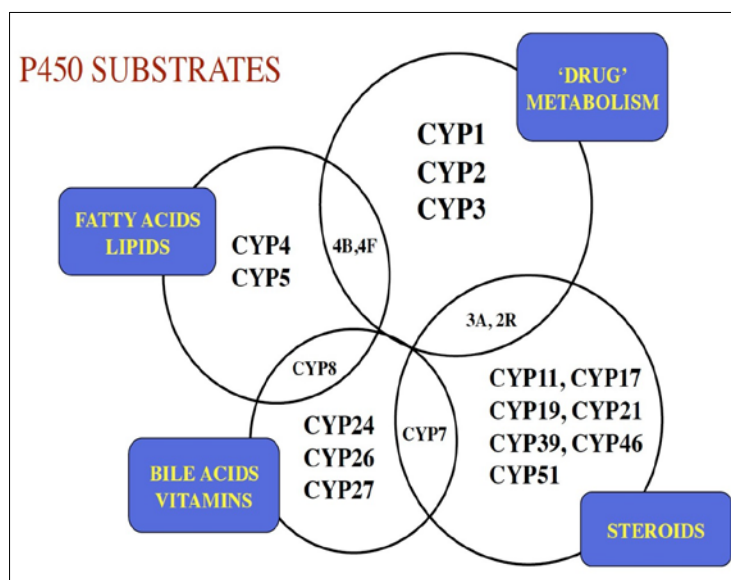 P450 SUBSTRATES
‘DRUG’
METABOLISM
CYP1
CYP2
CYP3
FATTY ACIDS
LIPIDS
CYP4
CYP5
4B,4F
3A, 2R
CYP8
CYP11, CYP17
CYP19, CYP21
CYP39, CYP46
CYP51
CYP24
CYP26
CYP27
CYP7
BILE ACIDS
VITAMINS
STEROIDS